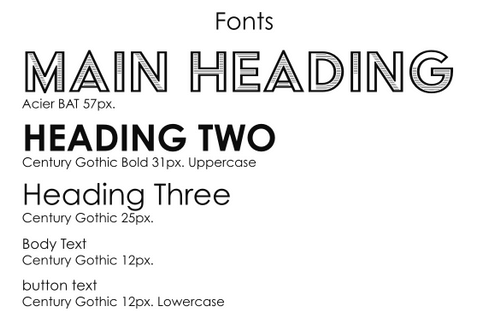 Fonts
MAIN HEADING
Acier BAT 57px.
HEADING TWO
Century Gothic Bold 31px. Uppercase
Heading Three
Century Gothic 25px.
Body Text
Century Gothic 12px.
button text
Century Gothic 12px. Lowercase